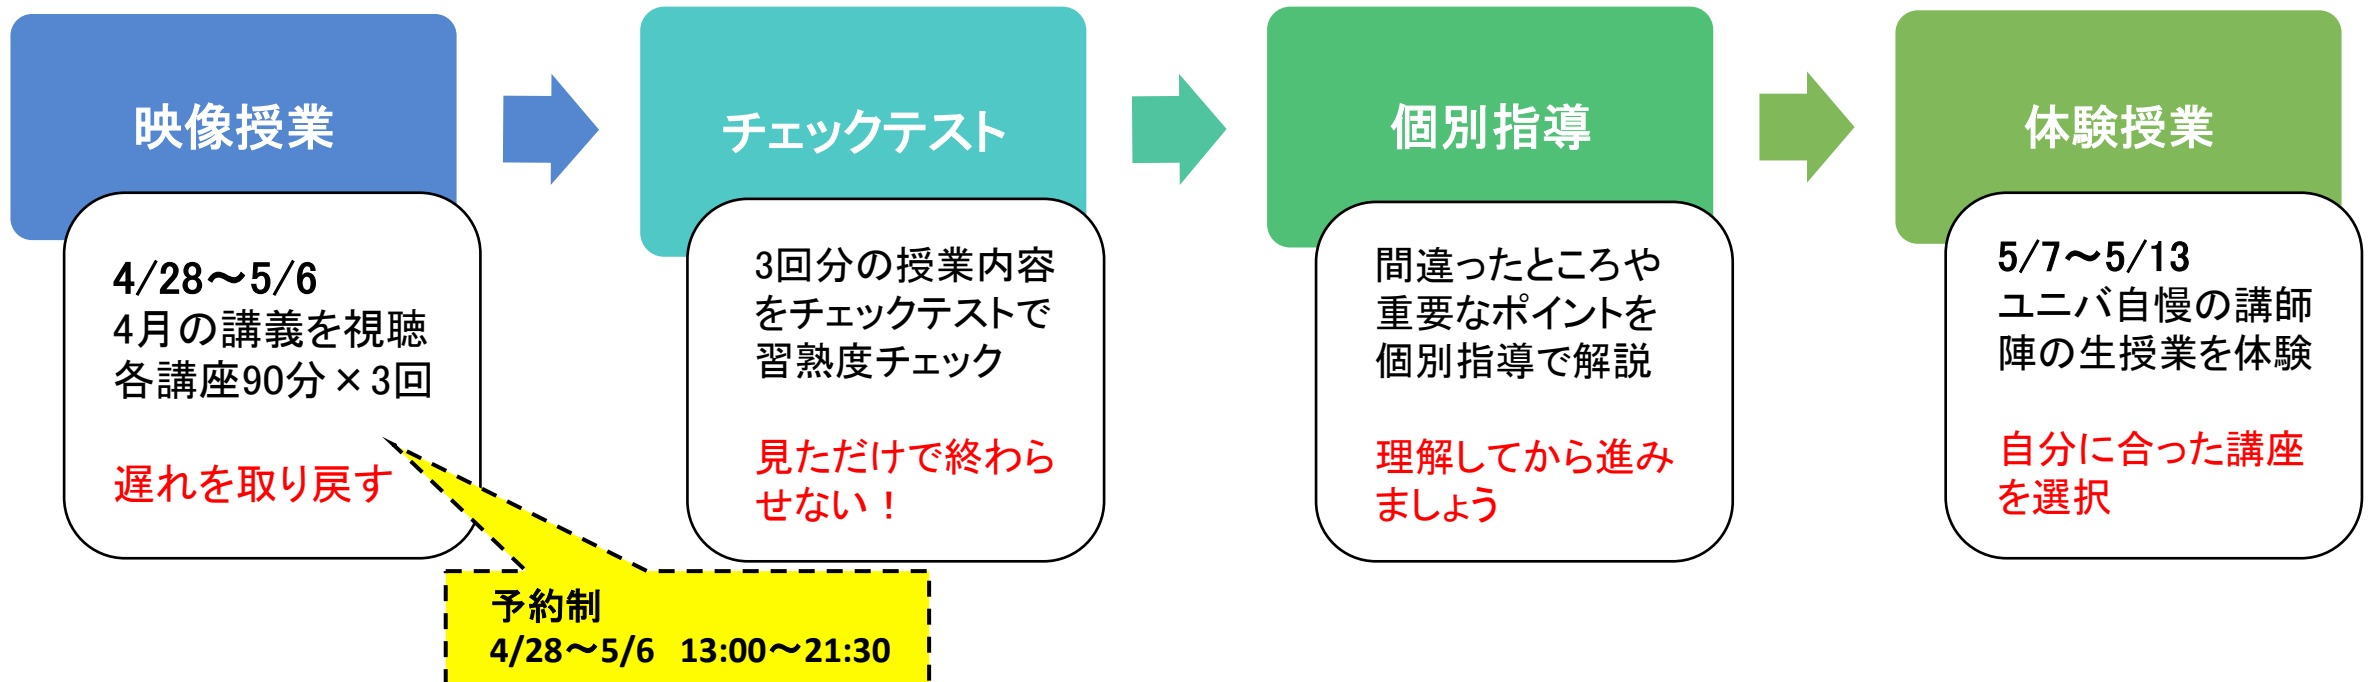 映像授業
4/28～5/6
4月の講義を視聴
各講座90分×3回
遅れを取り戻す
予約制
4/28～5/6 13:00～21:30
チェックテスト
3回分の授業内容
をチェックテストで
習熟度チェック
見ただけで終わら
せない！
個別指導
間違ったところや
重要なポイントを
個別指導で解説
理解してから進み
ましょう
体験授業
5/7～5/13
ユニバ自慢の講師
陣の生授業を体験
自分に合った講座
を選択